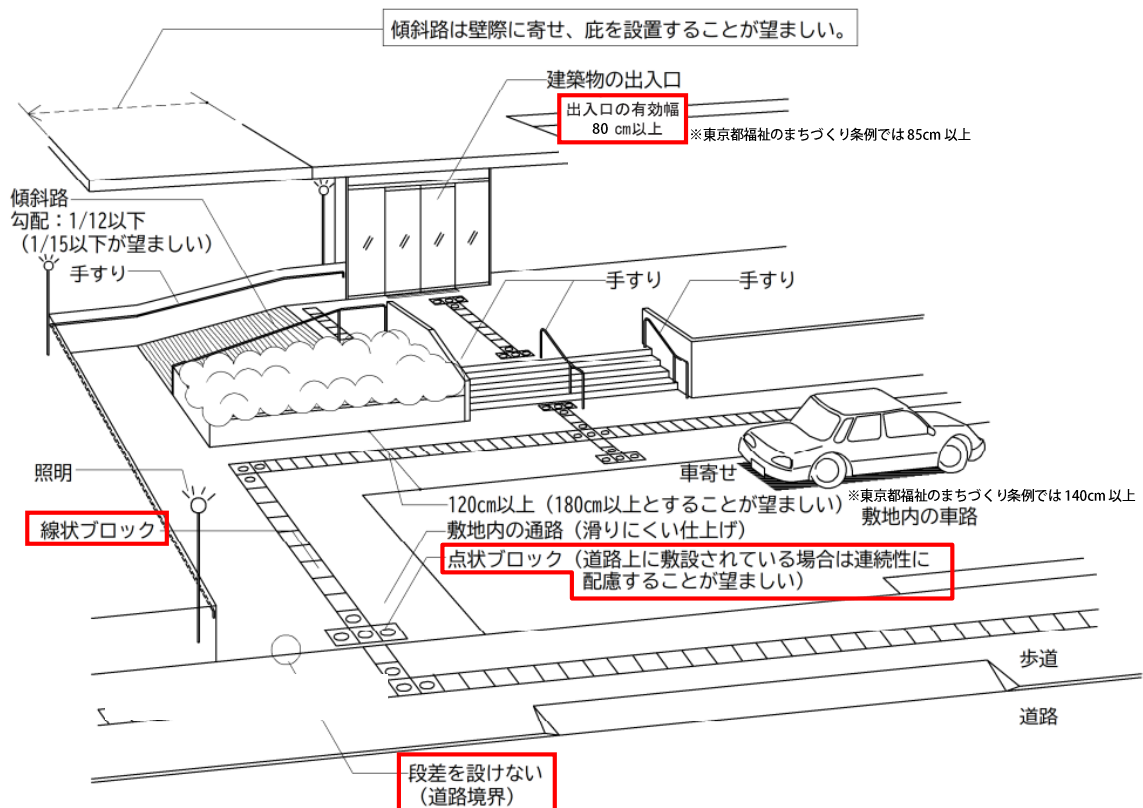 傾斜路は壁際に寄せ、庇を設置することが望ましい。
建築物の出入口
出入口の有効幅
80 ㎝以上
※東京都福祉のまちづくり条例では 85cm 以上
傾斜路
勾配：1/12以下
（1/15以下が望ましい）
手すり
手すり
手すり
照明
車寄せ
線状ブロック
120cm以上（180cm以上とすることが望ましい）
※東京都福祉のまちづくり条例では 140cm 以上
敷地内の車路
敷地内の通路（滑りにくい仕上げ）
点状ブロック（道路上に敷設されている場合は連続性に
配慮することが望ましい）
歩道
道路
段差を設けない
（道路境界）